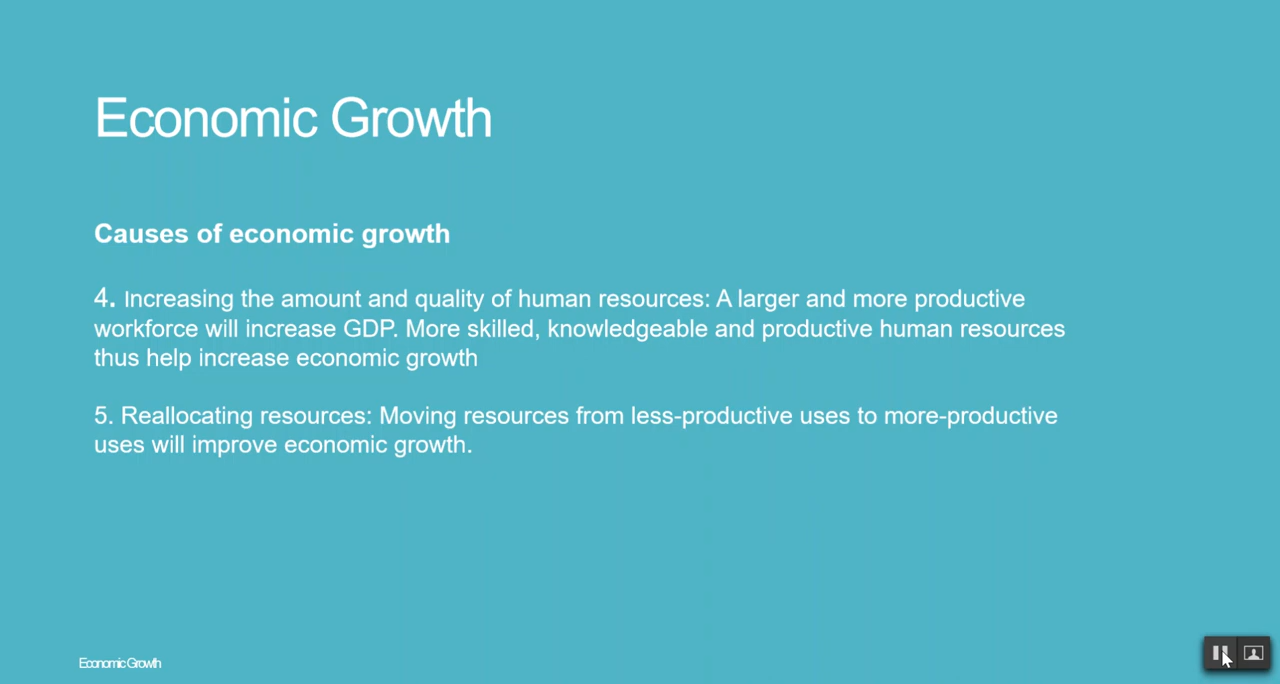 Economic Growth
Causes of economic growth
4. Increasing the amount and quality of human resources: A larger and more productive
workforce will increase GDP. More skilled, knowledgeable and productive human resources
thus help increase economic growth
5. Reallocating resources: Moving resources from less-productive uses to more-productive
uses will improve economic growth.
Economic Growth